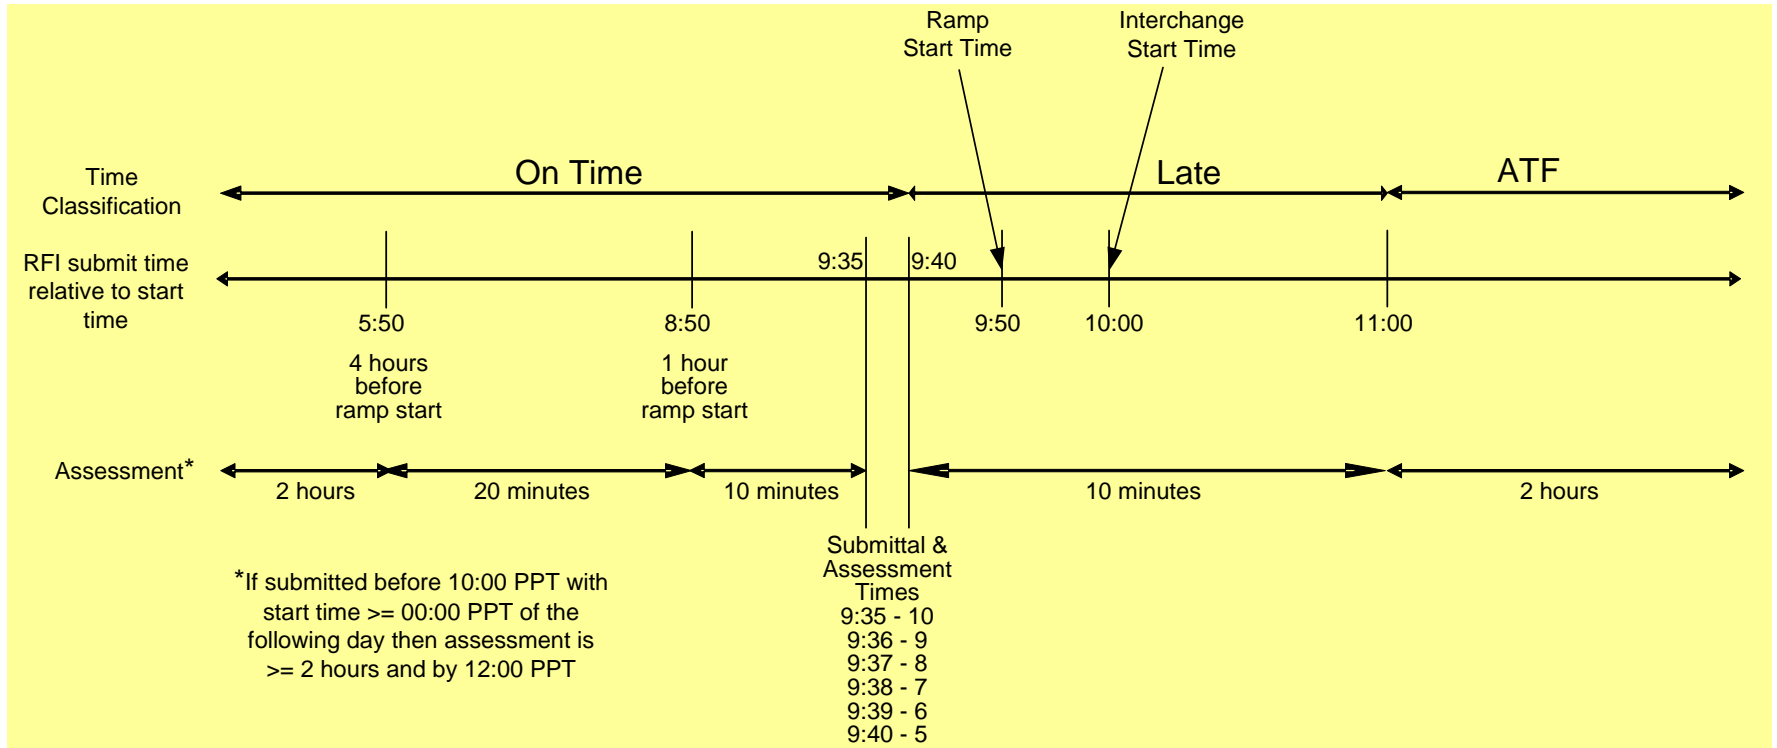 Ramp
Start Time
Interchange
Start Time
Time
Classification
On Time
Late
ATF
RFI submit time
relative to start
time
9:35
9:40
5:50
8:50
9:50
10:00
11:00
4 hours
before
ramp start
1 hour
before
ramp start
Assessment*
2 hours
20 minutes
10 minutes
10 minutes
2 hours
Submittal &
Assessment
Times
9:35 - 10
9:36 - 9
9:37 - 8
9:38 - 7
9:39 - 6
9:40 - 5
*If submitted before 10:00 PPT with
start time >= 00:00 PPT of the
following day then assessment is
>= 2 hours and by 12:00 PPT